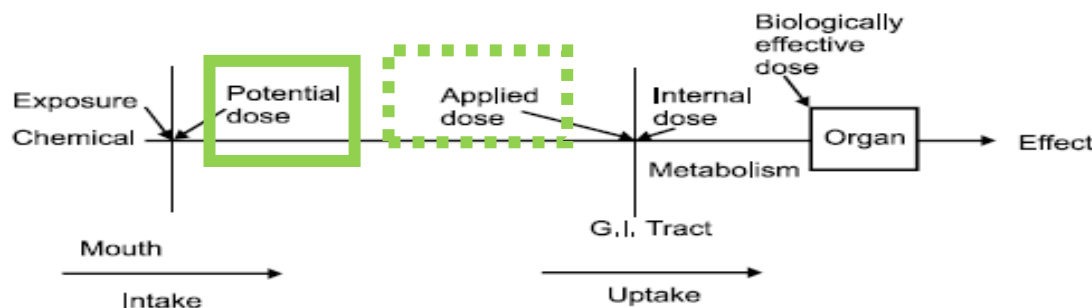 Biologically
effective
dose
Exposure
Potential
dose
Applied
dose
Internal
dose
Chemical
Organ
Effect
Metabolism
G.I. Tract
Mouth
Intake
Uptake